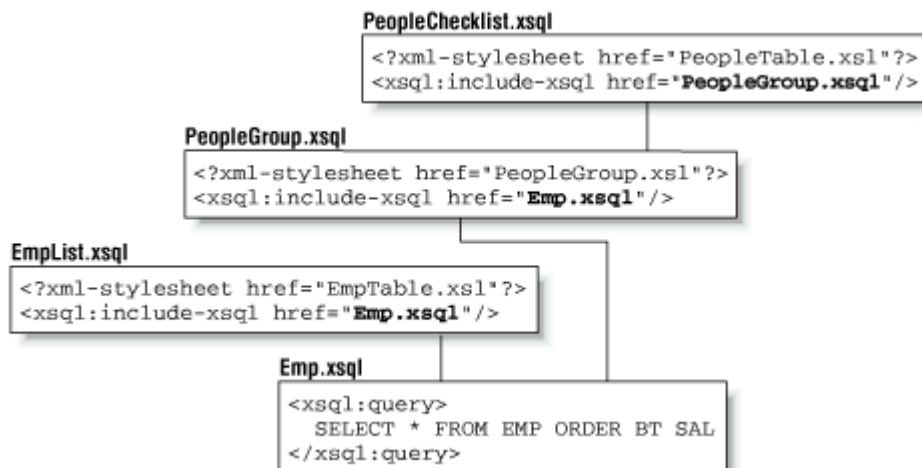 PeopleChecklist.xsql
<?xml-stylesheet href="PeopleTable.xsl"?>
<xsql:include-xsql href="PeopleGroup.xsql"/>
PeopleGroup.xsql
<?xml-stylesheet href="PeopleGroup.xsl"?>
<xsql:include-xsql href="Emp.xsql"/>
EmpList.xsql
<?xml-stylesheet href="EmpTable.xsl"?>
<xsql:include-xsql href="Emp.xsql"/>
Emp.xsql
<xsql:query>
SELECT * FROM EMP ORDER BT SAL
</xsql:query>